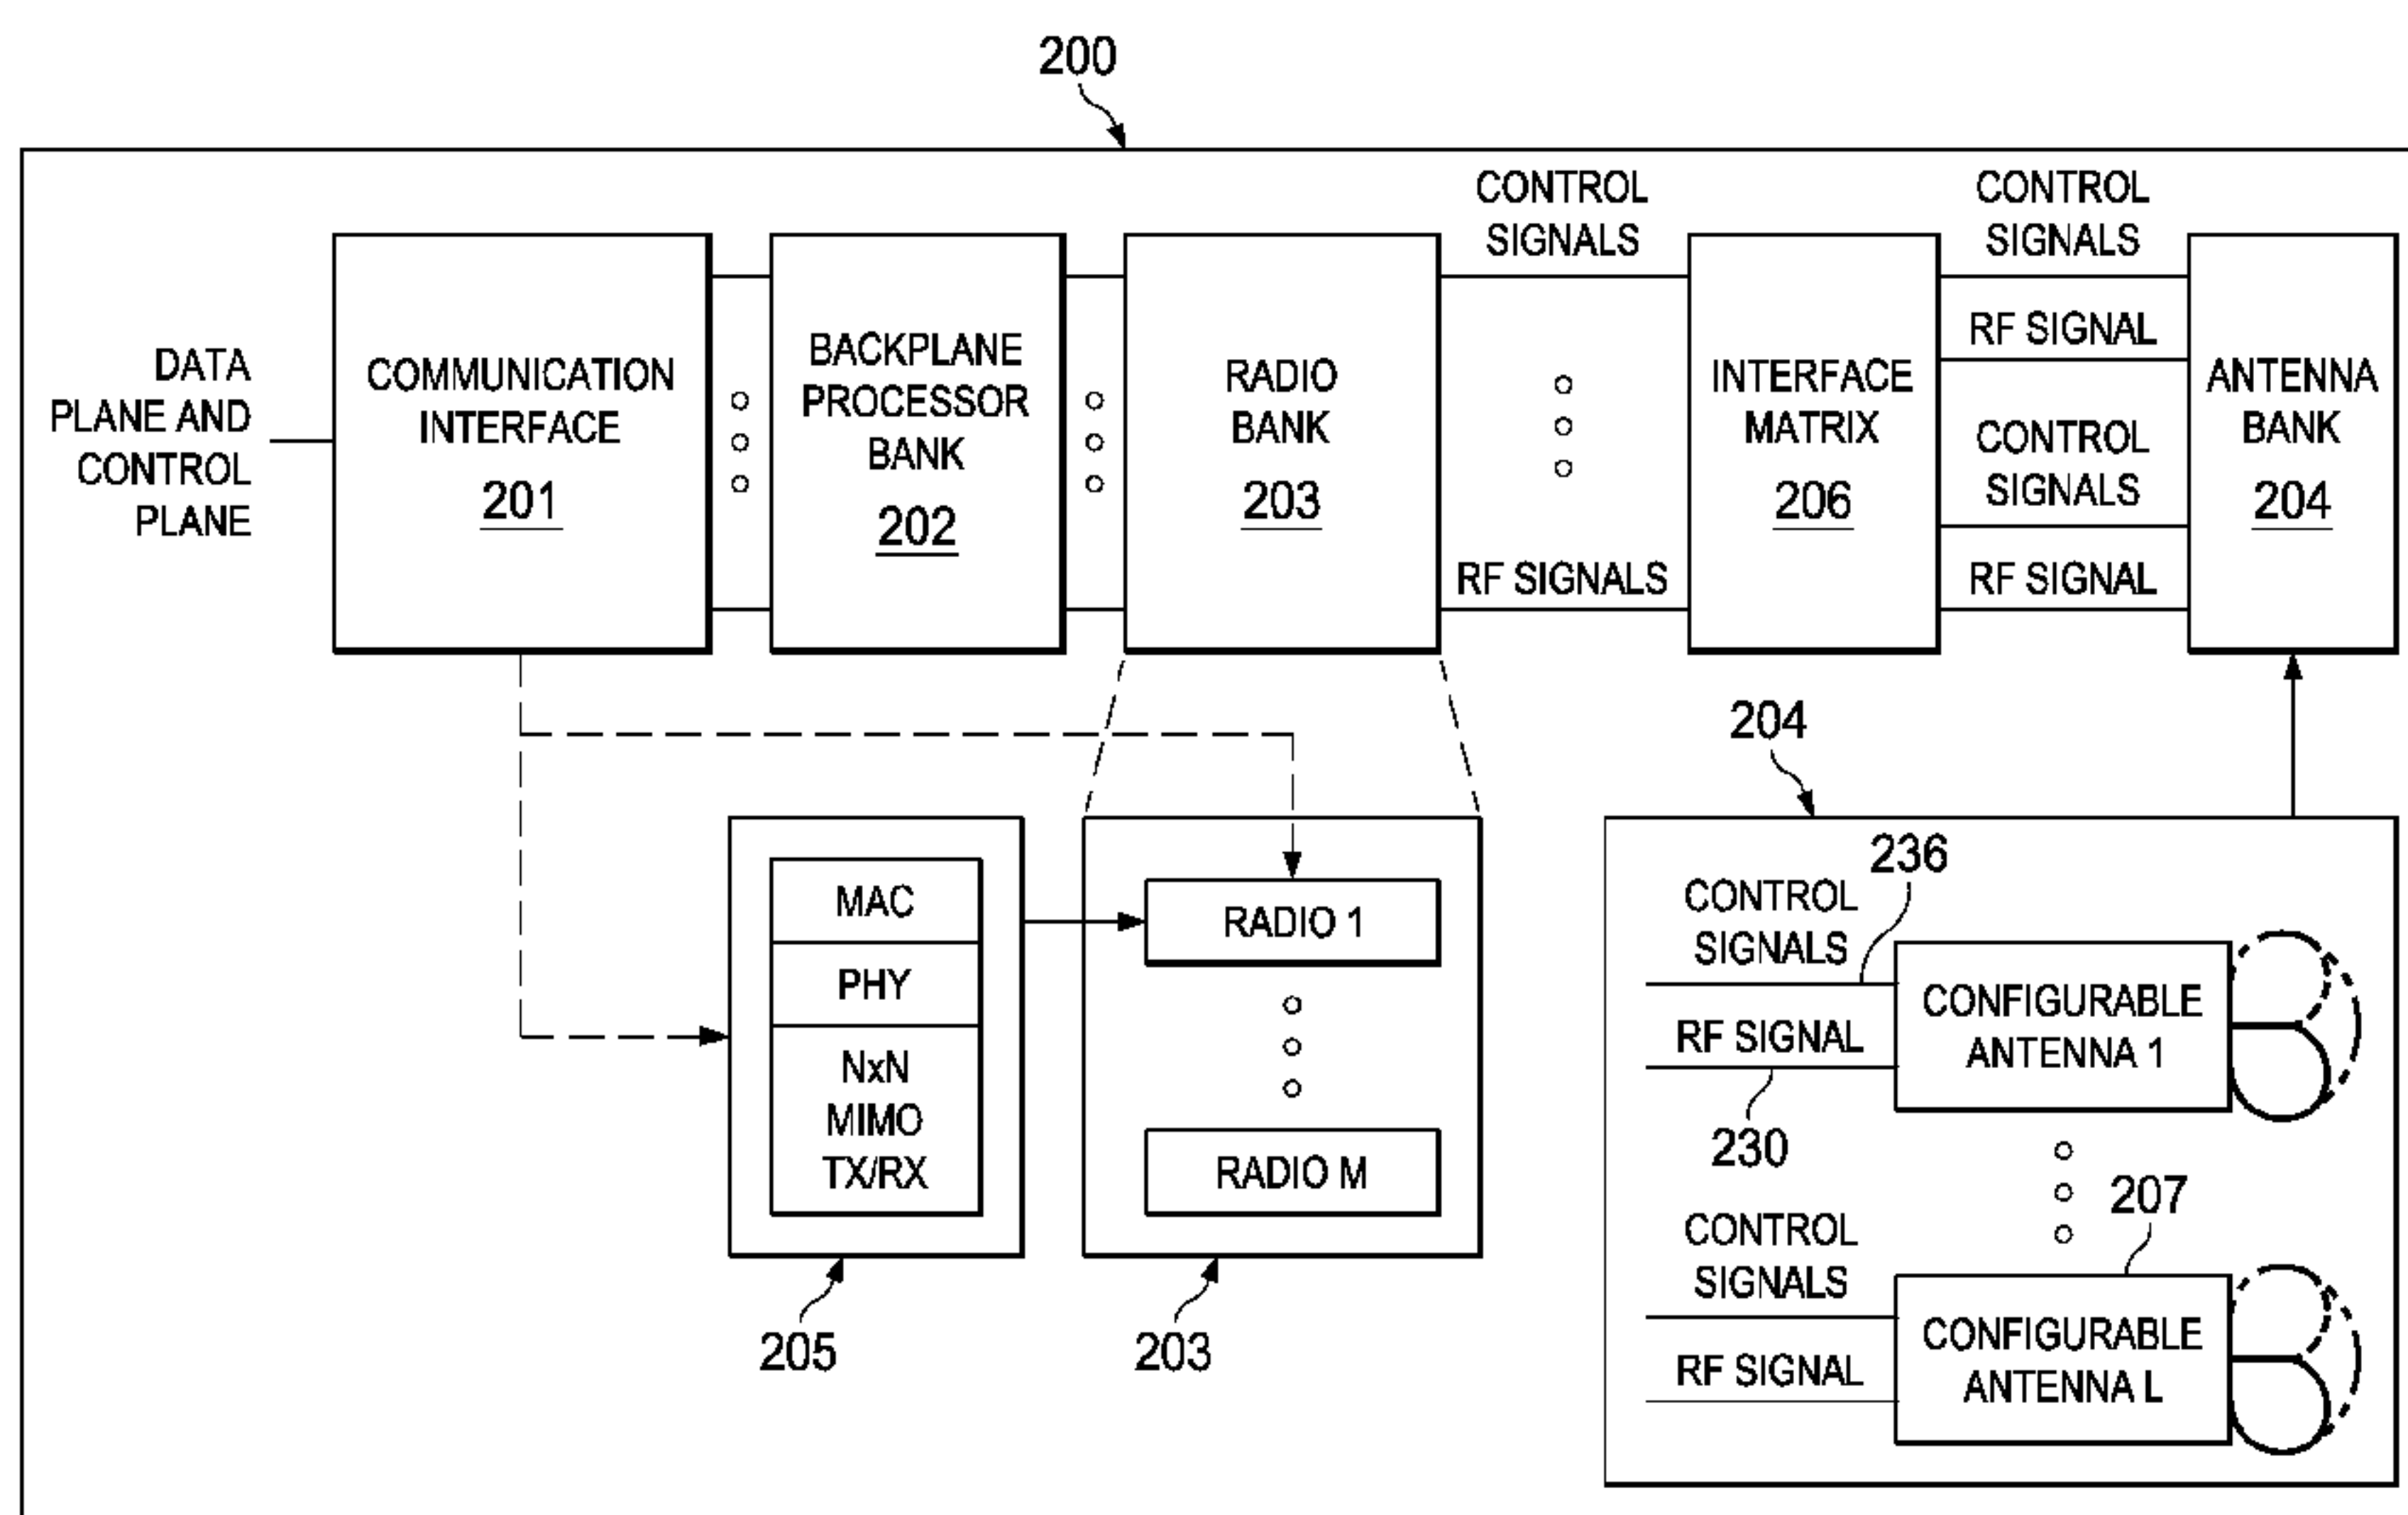 200
DATA
PLANE AND
CONTROL
PLANE
COMMUNICATION
INTERFACE
201
BACKPLANE
PROCESSOR
BANK
202
RADIO
BANK
203
CONTROL
SIGNALS
RF SIGNALS
INTERFACE
MATRIX
206
CONTROL
SIGNALS
RF SIGNAL
CONTROL
SIGNALS
RF SIGNAL
ANTENNA
BANK
204
MAC
PHY
NxN
MIMO
TX/RX
205
RADIO 1
RADIO M
203
204
236
CONTROL
SIGNALS
RF SIGNAL
230
CONFIGURABLE
ANTENNA 1
207
CONTROL
SIGNALS
RF SIGNAL
CONFIGURABLE
ANTENNA L